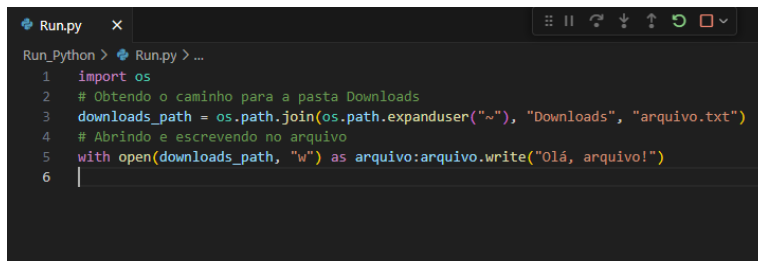 Run.py
Run_Python > Run.py > ...
1 import os
2 # Obtendo o caminho para a pasta Downloads
3 downloads_path = os.path.join(os.path.expanduser("~"), "Downloads", "arquivo.txt")
4 # Abrindo e escrevendo no arquivo
5 with open(downloads_path, "w") as arquivo:arquivo.write("Olá, arquivo!")
6